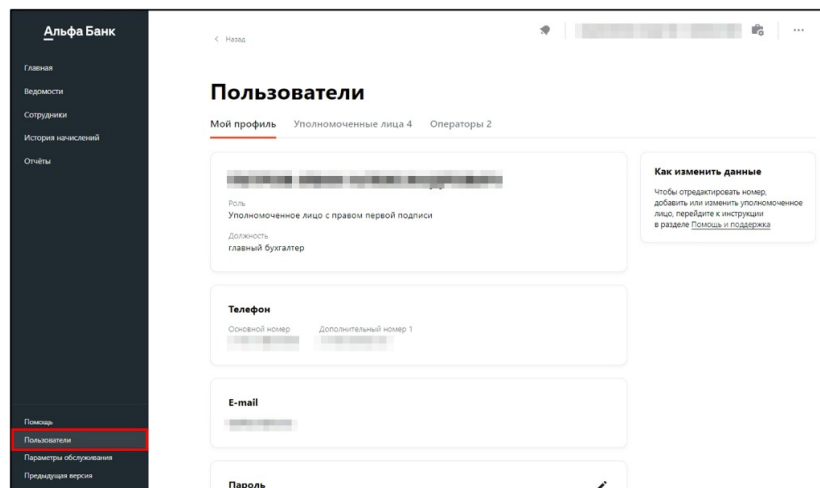 Альфа Банк
Главная
Ведомости
Сотрудники
История начислений
Отчёты
Помощь
Пользователи
Параметры обслуживания
Предыдущая версия
< Назад
...
Пользователи
Мой профиль Уполномоченные лица 4 Операторы 2
Роль
Уполномоченное лицо с правом первой подписи
Должность
главный бухгалтер
Телефон
Основной номер Дополнительный номер 1
E-mail
Пароль
Как изменить данные
Чтобы отредактировать номер,
добавить или изменить уполномоченное
лицо, перейдите к инструкции
в разделе Помощь и поддержка